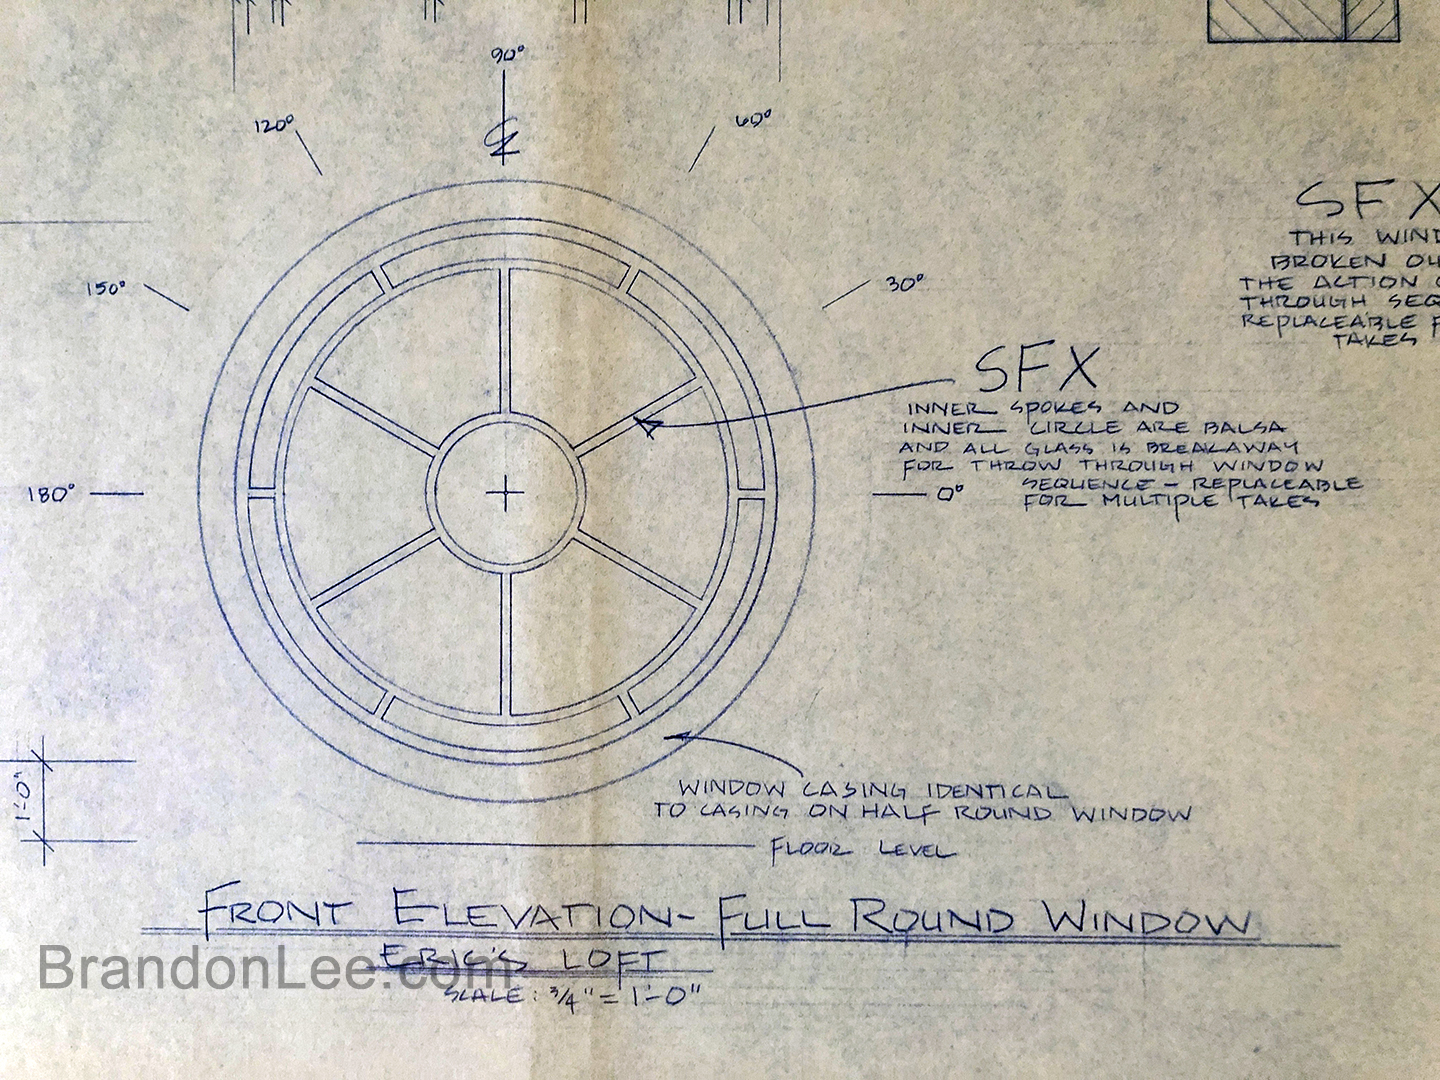 90°
120°
60°
150°
30°
180°
0°
SFX
THIS WIND
BROKEN OU
THE ACTION
THROUGH SEQ
REPLACEABLE
TAKES
SFX
INNER SPOKES AND
INNER CIRCLE ARE BALSA
AND ALL GLASS IS BREAKAWAY
FOR THROW THROUGH WINDOW
SEQUENCE - REPLACEABLE
FOR MULTIPLE TAKES
1'-0"
WINDOW CASING IDENTICAL
TO CASING ON HALF ROUND WINDOW
FLOOR LEVEL
FRONT ELEVATION- FULL ROUND WINDOW
ERIC'S LOFT
SCALE: 3/4" = 1'-0"
BrandonLee.com